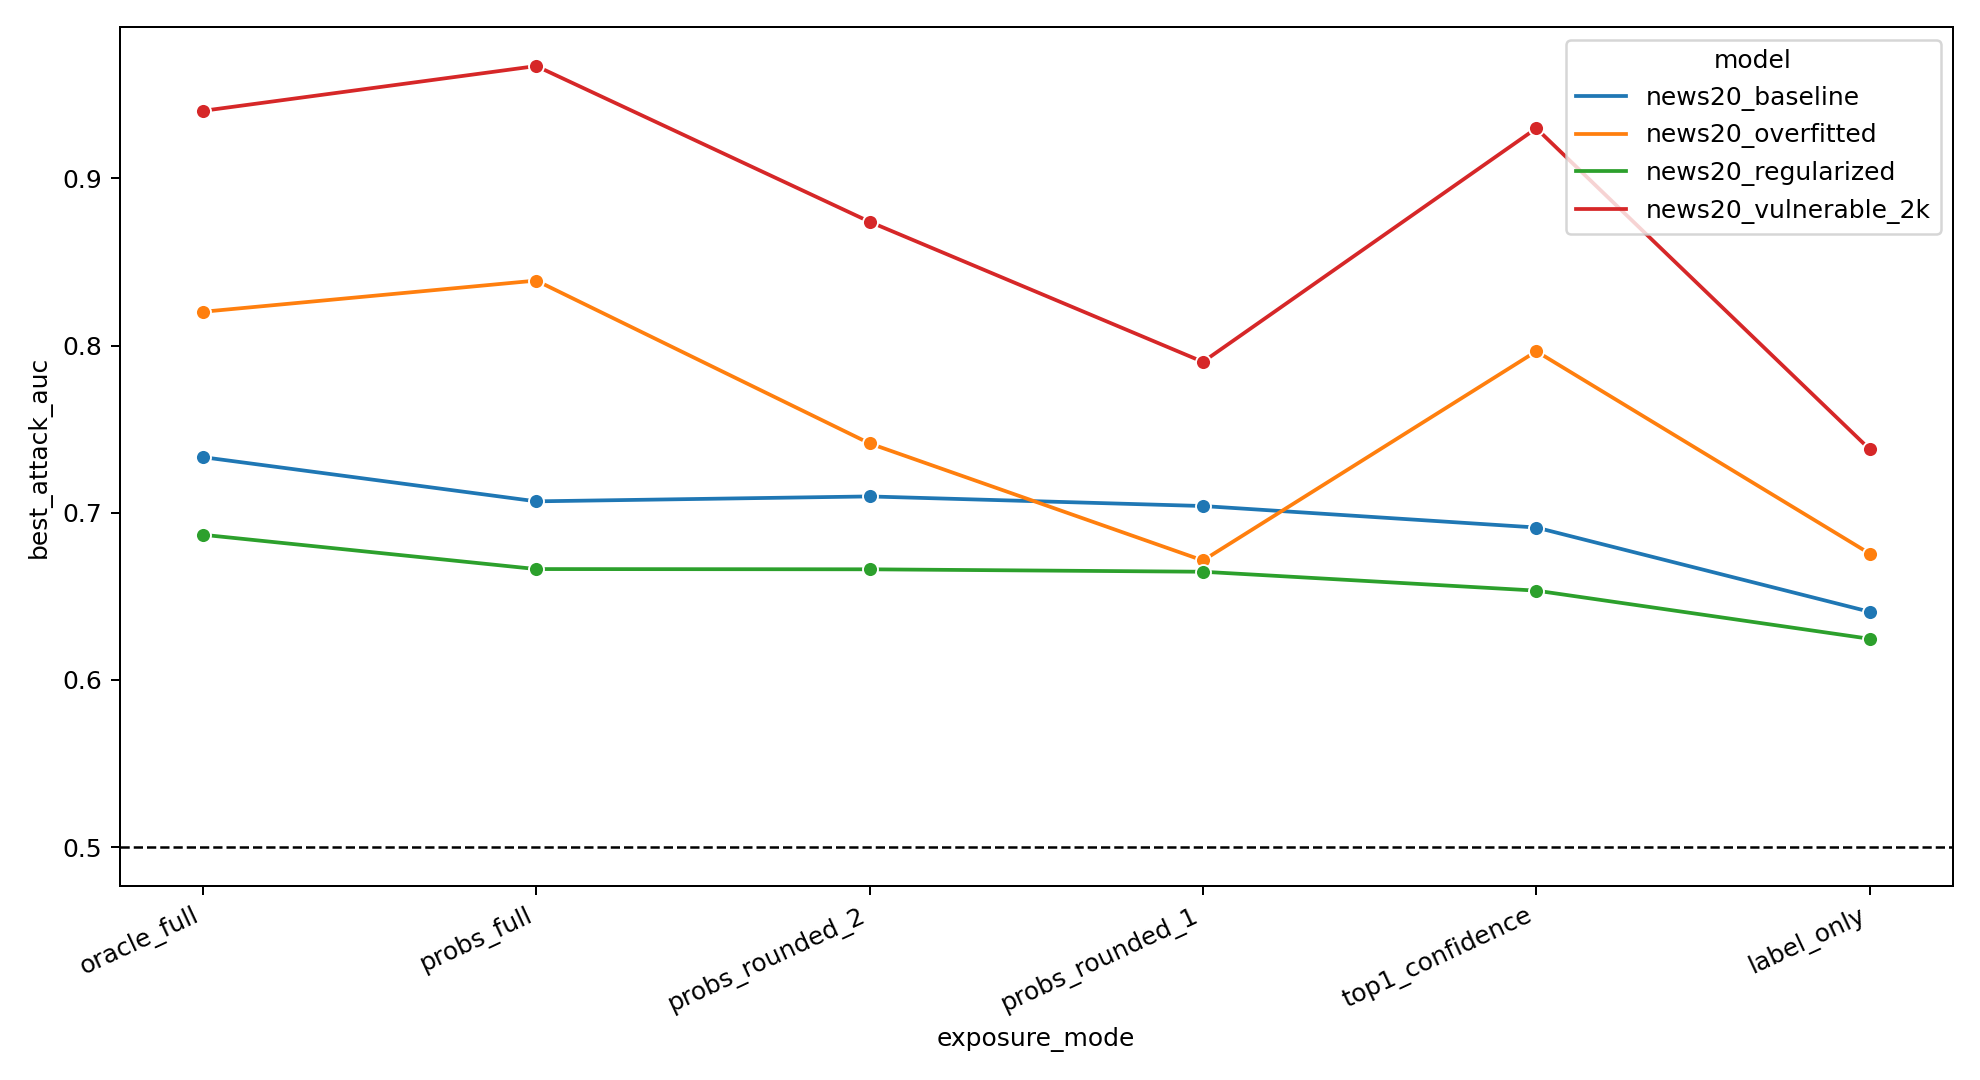 model
news20_baseline
news20_overfitted
news20_regularized
news20_vulnerable_2k
best_attack_auc
0.9
0.8
0.7
0.6
0.5
oracle_full
probs_full
probs_rounded_2
probs_rounded_1
top1_confidence
label_only
exposure_mode